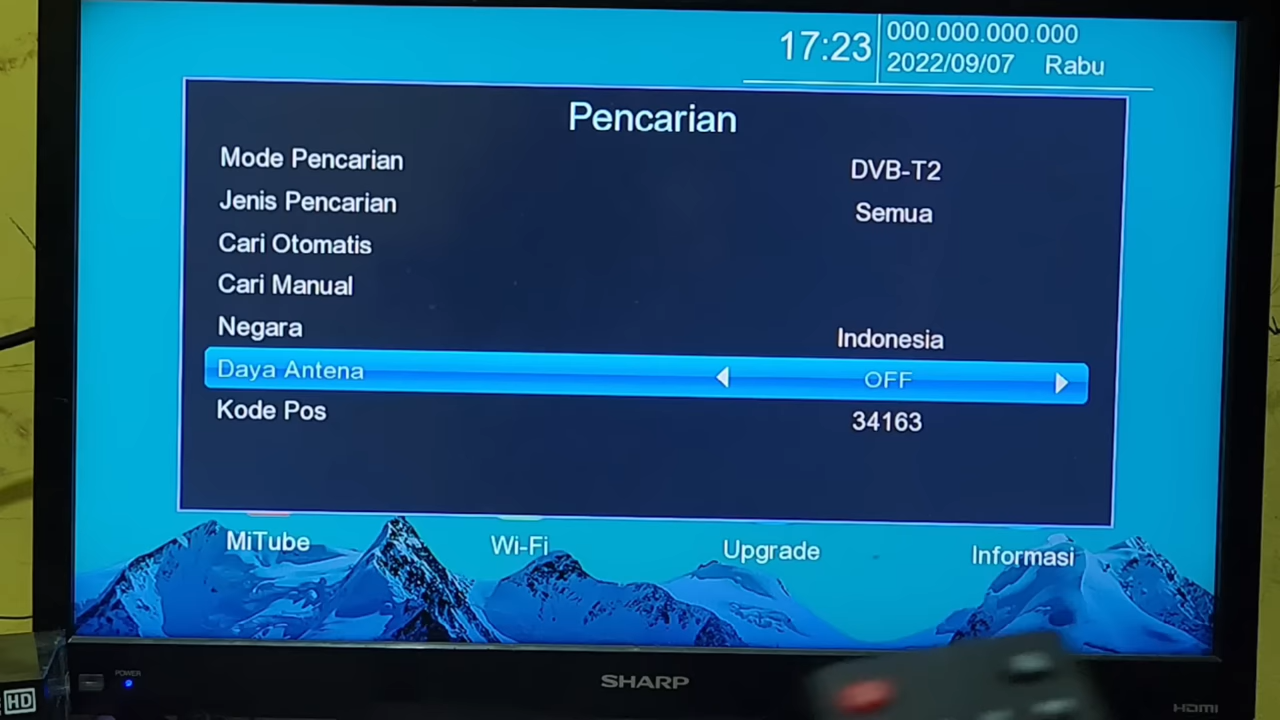 17:23
000.000.000.000
2022/09/07 Rabu
Pencarian
Mode Pencarian DVB-T2
Jenis Pencarian Semua
Cari Otomatis
Cari Manual
Negara Indonesia
Daya Antena OFF
Kode Pos 34163
MiTube Wi-Fi Upgrade Informasi
POWER
SHARP
HD
HDMI